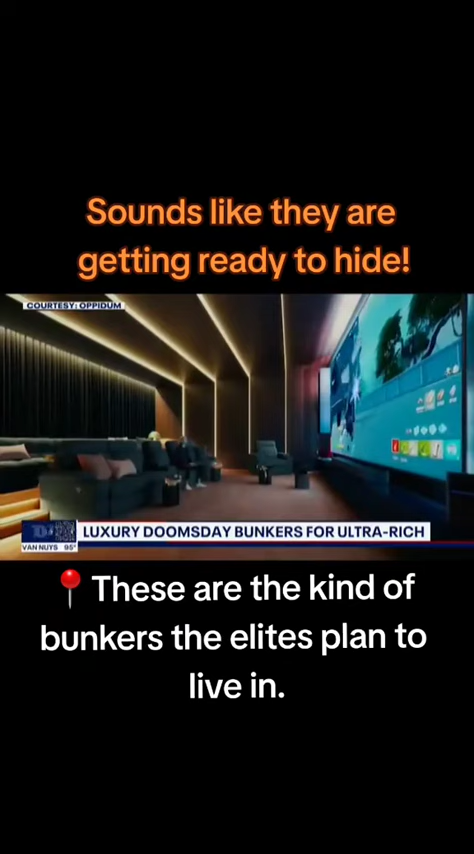 Sounds like they are
getting ready to hide!
COURTESY: OPPIDUM
LUXURY DOOMSDAY BUNKERS FOR ULTRA-RICH
VAN NUYS 95°
📍These are the kind of
bunkers the elites plan to
live in.